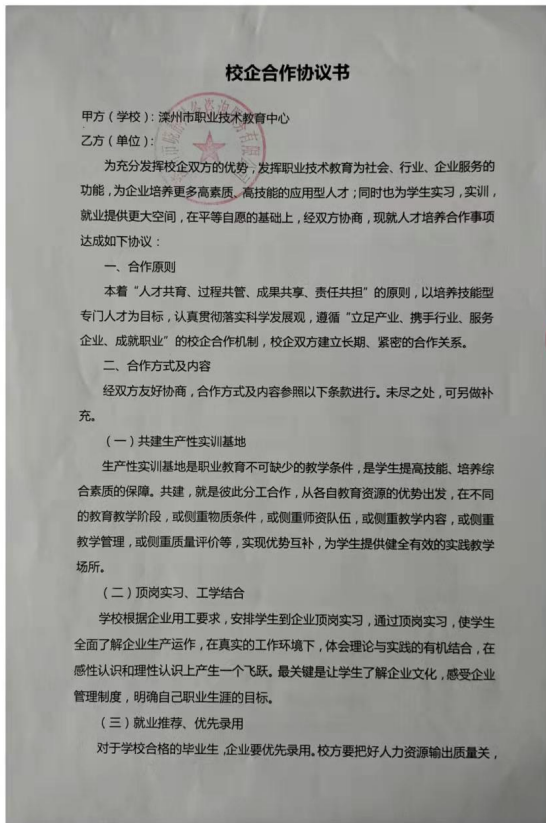 校企合作协议书
甲方（学校）：滦州市职业技术教育中心
乙方（单位）：
为充分发挥校企双方的优势，发挥职业技术教育为社会、行业、企业服务的
功能，为企业培养更多高素质、高技能的应用型人才；同时也为学生实习，实训，
就业提供更大空间，在平等自愿的基础上，经双方协商，现就人才培养合作事项
达成如下协议：
一、合作原则
本着“人才共育、过程共管、成果共享、责任共担”的原则，以培养技能型
专门人才为目标，认真贯彻落实科学发展观，遵循“立足产业、携手行业、服务
企业、成就职业”的校企合作机制，校企双方建立长期、紧密的合作关系。
二、合作方式及内容
经双方友好协商，合作方式及内容参照以下条款进行。未尽之处，可另做补
充。
（一）共建生产性实训基地
生产性实训基地是职业教育不可缺少的教学条件，是学生提高技能、培养综
合素质的保障。共建，就是彼此分工合作，从各自教育资源的优势出发，在不同
的教育教学阶段，或侧重物质条件，或侧重师资队伍，或侧重教学内容，或侧重
教学管理，或侧重质量评价等，实现优势互补，为学生提供健全有效的实践教学
场所。
（二）顶岗实习、工学结合
学校根据企业用工要求，安排学生到企业顶岗实习，通过顶岗实习，使学生
全面了解企业生产运作，在真实的工作环境下，体会理论与实践的有机结合，在
感性认识和理性认识上产生一个飞跃。最关键是让学生了解企业文化，感受企业
管理制度，明确自己职业生涯的目标。
（三）就业推荐、优先录用
对于学校合格的毕业生，企业要优先录用。校方要把好人力资源输出质量关，